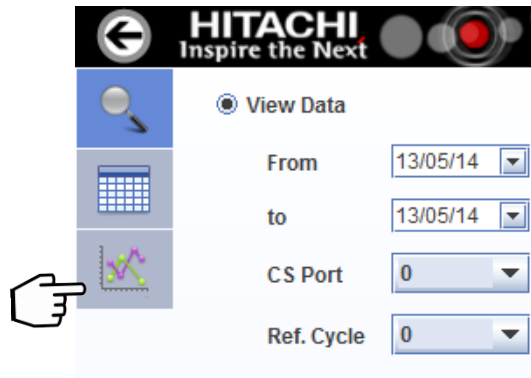 HITACHI
Inspire the Next
View Data
From 13/05/14
to 13/05/14
CS Port 0
Ref. Cycle 0